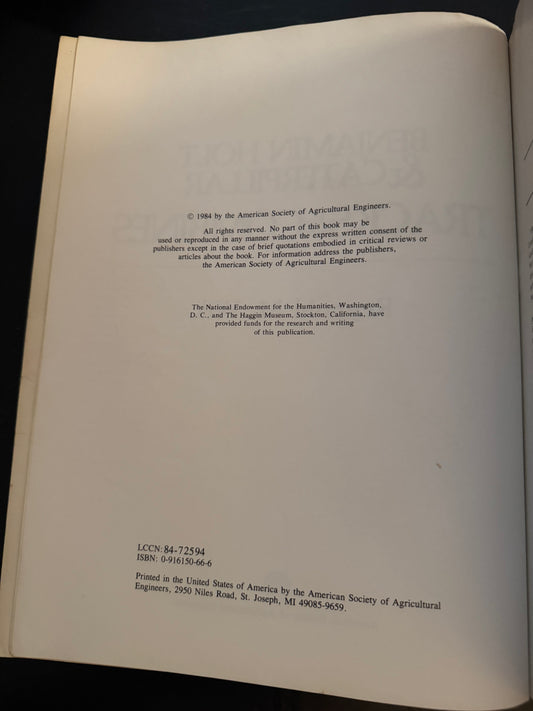 © 1984 by the American Society of Agricultural Engineers.
All rights reserved. No part of this book may be
used or reproduced in any manner without the express written consent of the
publishers except in the case of brief quotations embodied in critical reviews or
articles about the book. For information address the publishers,
the American Society of Agricultural Engineers.
The National Endowment for the Humanities, Washington,
D. C., and The Haggin Museum, Stockton, California, have
provided funds for the research and writing
of this publication.
LCCN: 84-72594
ISBN: 0-916150-66-6
Printed in the United States of America by the American Society of Agricultural
Engineers, 2950 Niles Road, St. Joseph, MI 49085-9659.